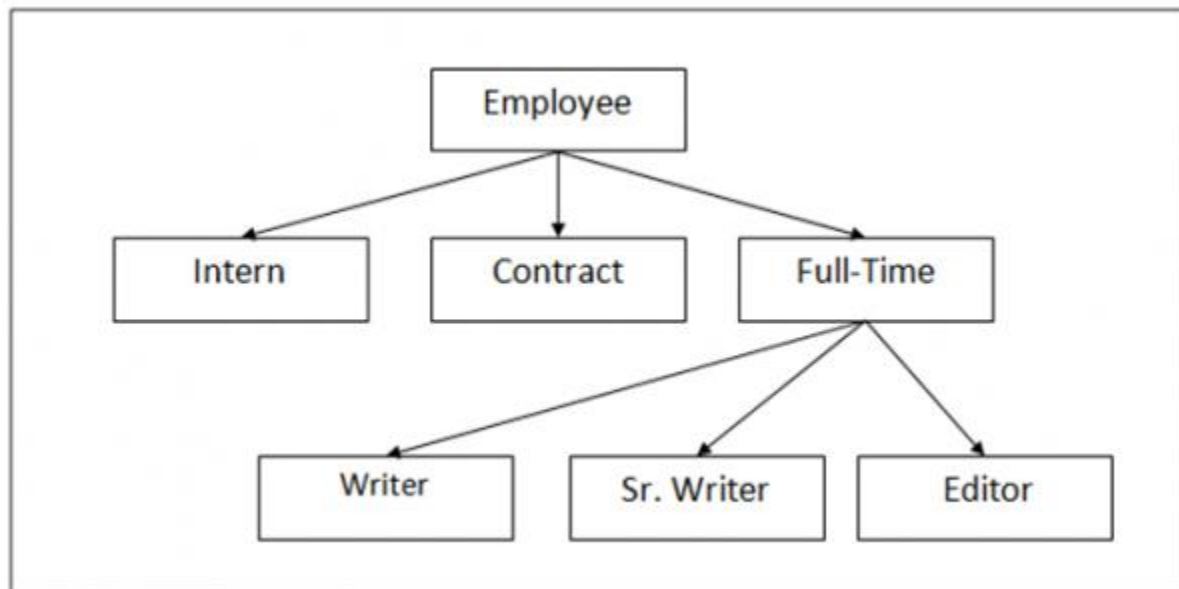 Employee
Intern
Contract
Full-Time
Writer
Sr. Writer
Editor